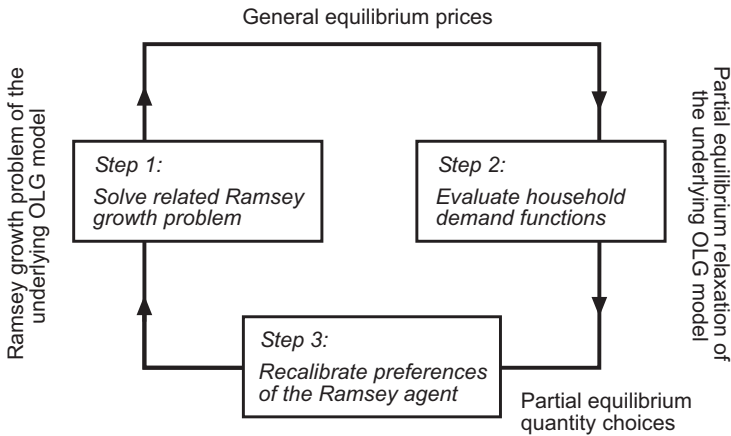 General equilibrium prices
Ramsey growth problem of the
underlying OLG model
Step 1:
Solve related Ramsey
growth problem
Step 2:
Evaluate household
demand functions
Partial equilibrium relaxation of
the underlying OLG model
Step 3:
Recalibrate preferences
of the Ramsey agent
Partial equilibrium
quantity choices